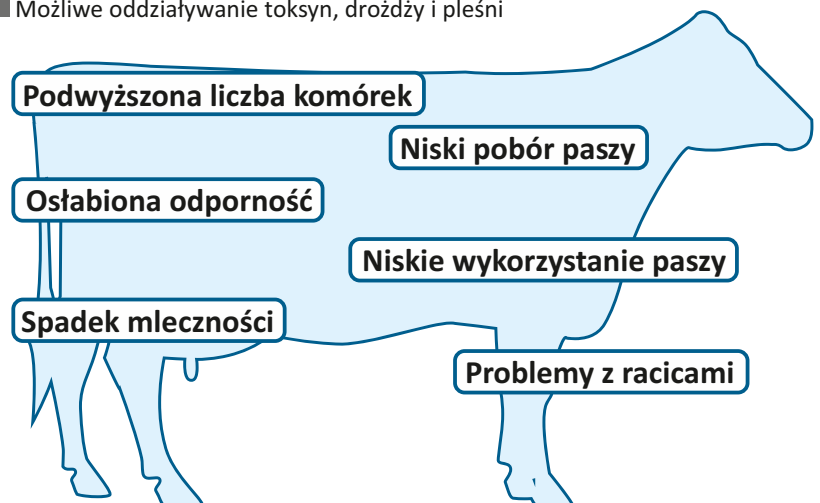 Możliwe oddziaływanie toksyn, drożdży i pleśni
Podwyższona liczba komórek
Niski pobór paszy
Osłabiona odporność
Niskie wykorzystanie paszy
Spadek mleczności
Problemy z racicami